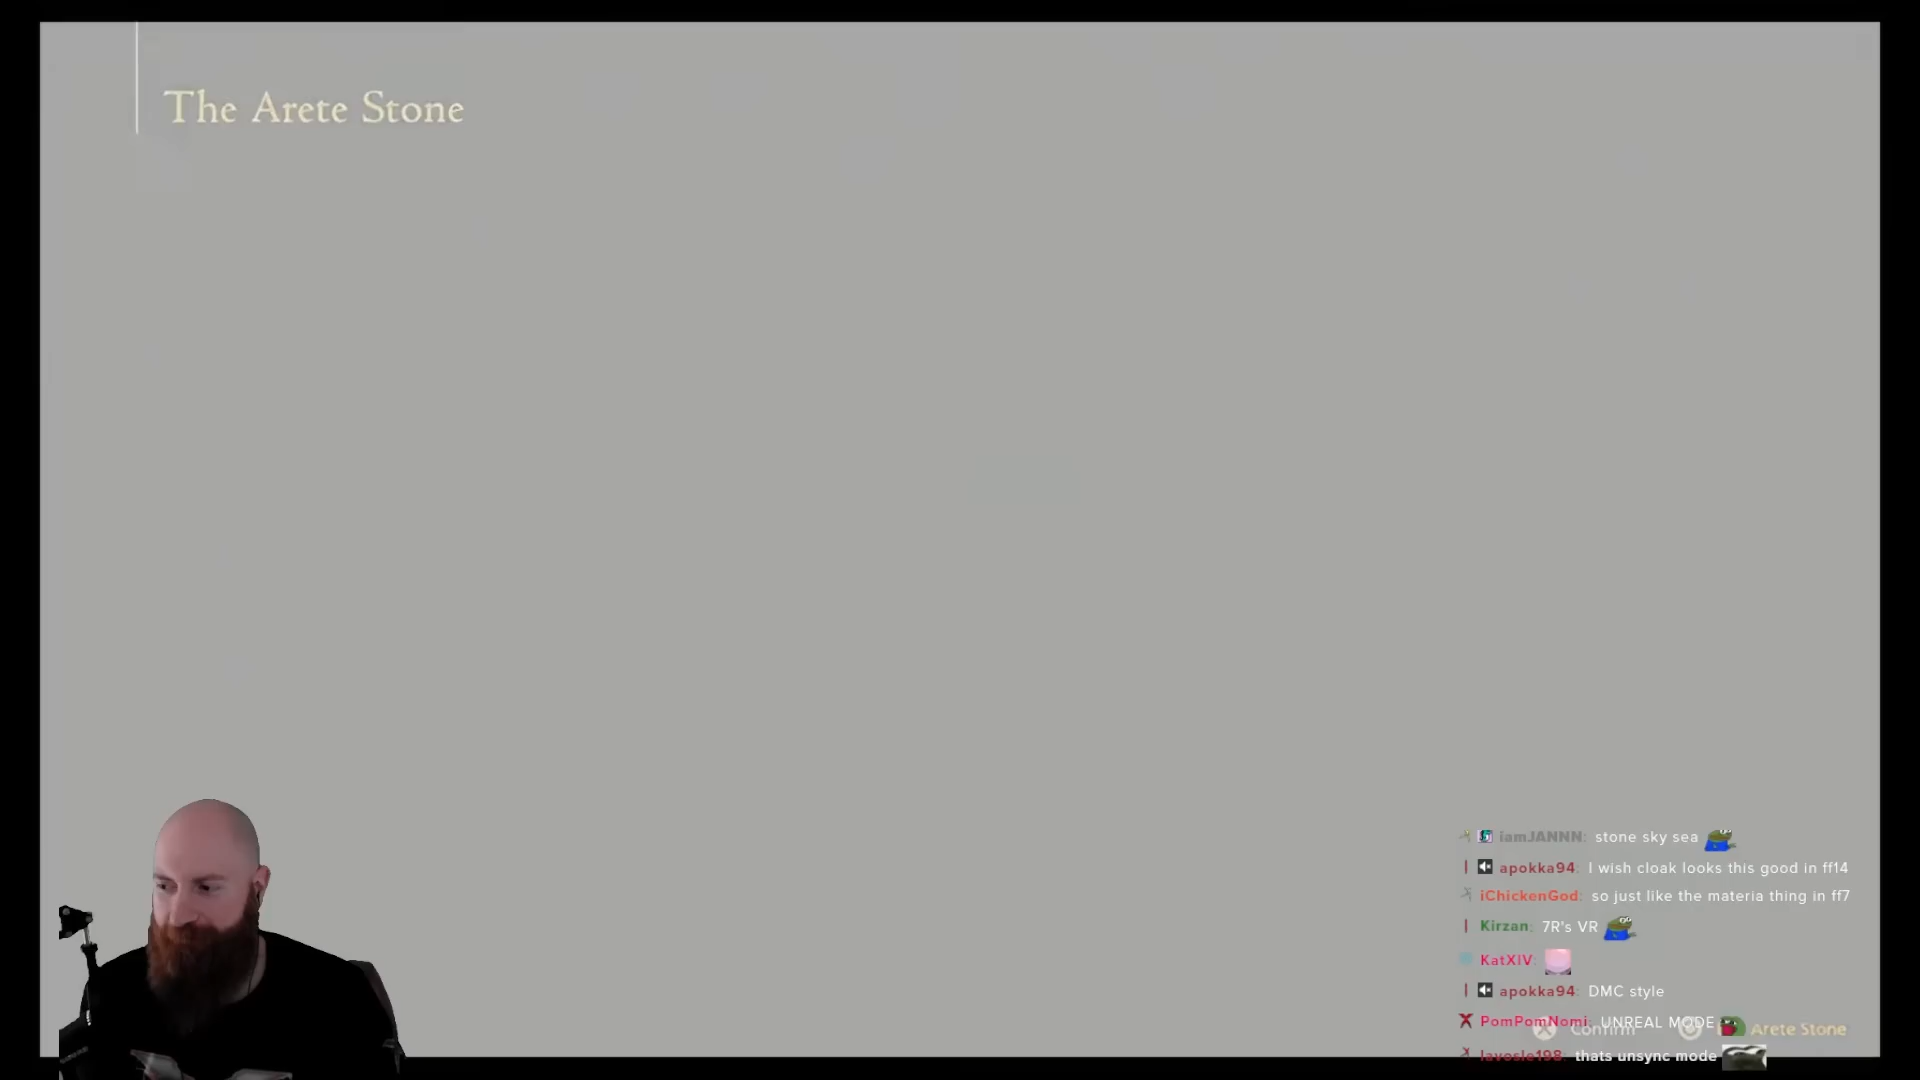 The Arete Stone
iamJANNN: stone sky sea
apokka94: I wish cloak looks this good in ff14
iChickenGod: so just like the materia thing in ff7
Kirzan: 7R's VR
KatXIV:
apokka94: DMC style
PomPomNomi: UNREAL MODE
Confirm Arete Stone
lavosle198: thats unsync mode